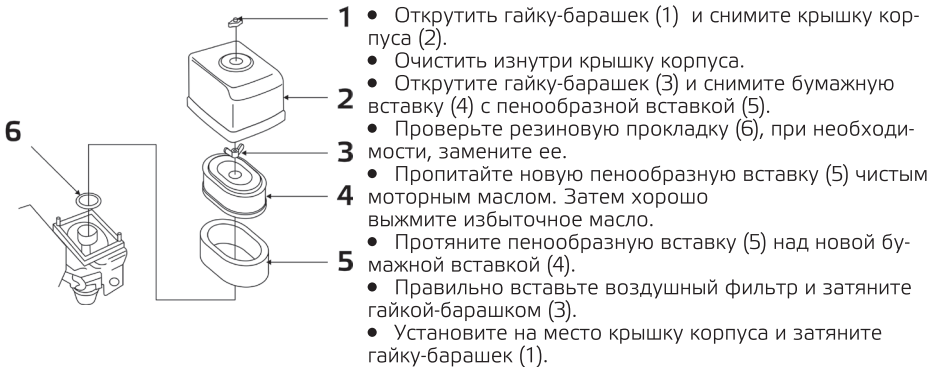 1
2
3
4
5
6
● Открутить гайку-барашек (1) и снимите крышку кор-
пуса (2).
● Очистить изнутри крышку корпуса.
● Открутите гайку-барашек (3) и снимите бумажную
вставку (4) с пенообразной вставкой (5).
● Проверьте резиновую прокладку (6), при необходи-
мости, замените ее.
● Пропитайте новую пенообразную вставку (5) чистым
моторным маслом. Затем хорошо
выжмите избыточное масло.
● Протяните пенообразную вставку (5) над новой бу-
мажной вставкой (4).
● Правильно вставьте воздушный фильтр и затяните
гайкой-барашком (3).
● Установите на место крышку корпуса и затяните
гайку-барашек (1).